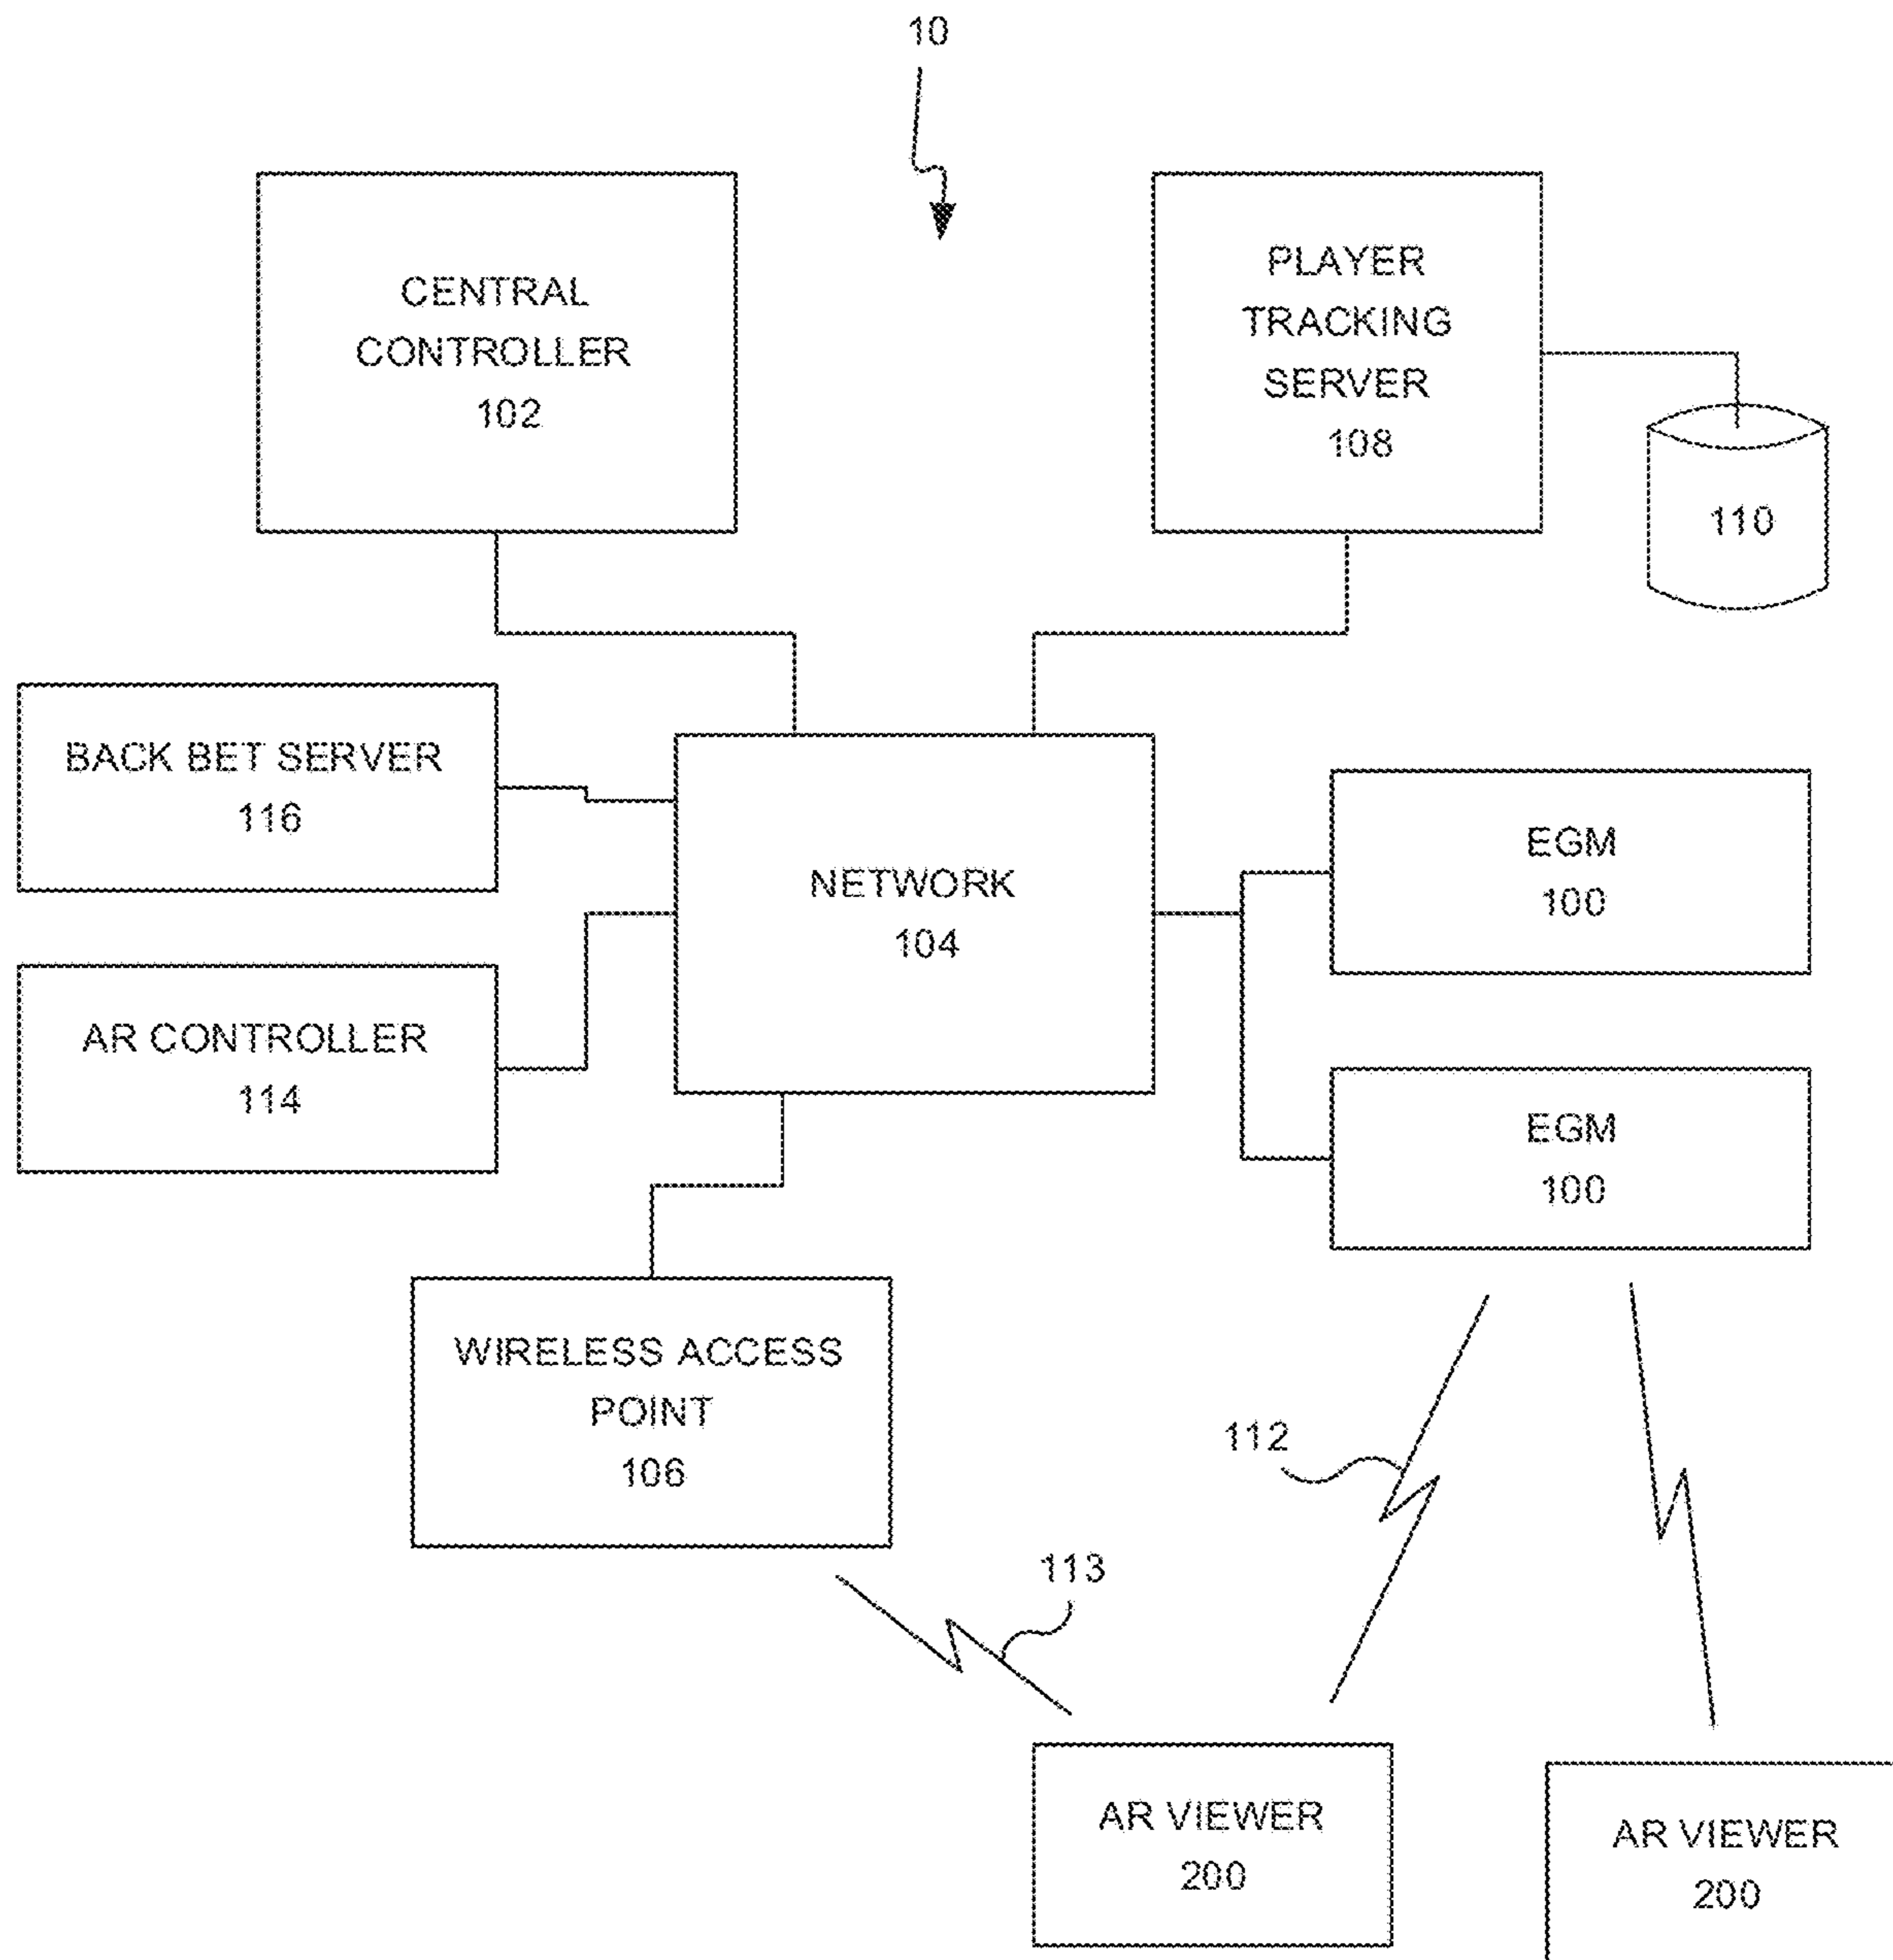 10
CENTRAL
CONTROLLER
102
PLAYER
TRACKING
SERVER
108
110
BACK BET SERVER
116
NETWORK
104
EGM
100
AR CONTROLLER
114
EGM
100
WIRELESS ACCESS
POINT
106
112
113
AR VIEWER
200
AR VIEWER
200